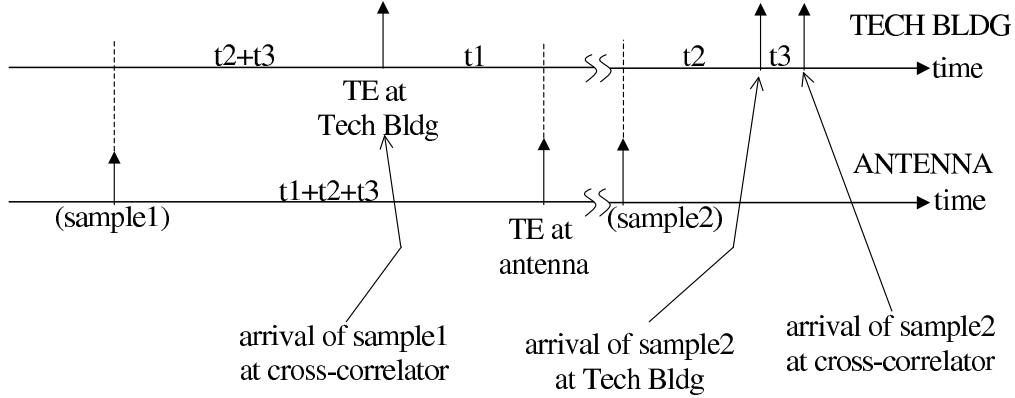 TECH BLDG
t2+t3
t1
t2
t3
time
TE at
Tech Bldg
ANTENNA
t1+t2+t3
time
(sample1)
(sample2)
TE at
antenna
arrival of sample1
at cross-correlator
arrival of sample2
at Tech Bldg
arrival of sample2
at cross-correlator